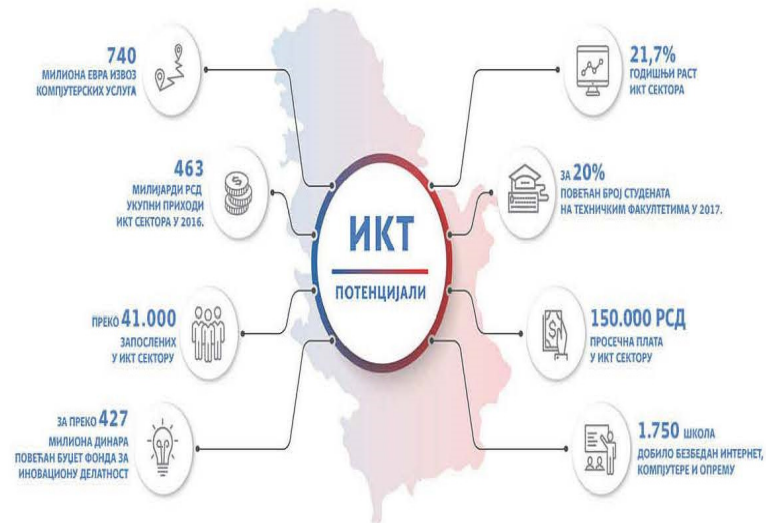 740
МИЛИОНА ЕВРА ИЗВОЗ
КОМПЈУТЕРСКИХ УСЛУГА
463
МИЛИЈАРДИ РСД
УКУПНИ ПРИХОДИ
ИКТ СЕКТОРА У 2016.
ПРЕКО 41.000
ЗАПОСЛЕНИХ
У ИКТ СЕКТОРУ
ЗА ПРЕКО 427
МИЛИОНА ДИНАРА
ПОВЕЋАН БУЏЕТ ФОНДА ЗА
ИНОВАЦИОНУ ДЕЛАТНОСТ
ИКТ
ПОТЕНЦИЈАЛИ
21,7%
ГОДИШЊИ РАСТ
ИКТ СЕКТОРА
ЗА 20%
ПОВЕЋАН БРОЈ СТУДЕНАТА
НА ТЕХНИЧКИМ ФАКУЛТЕТИМА У 2017.
150.000 РСД
ПРОСЕЧНА ПЛАТА
У ИКТ СЕКТОРУ
1.750 ШКОЛА
ДОБИЛО БЕЗБЕДАН ИНТЕРНЕТ,
КОМПЈУТЕРЕ И ОПРЕМУ